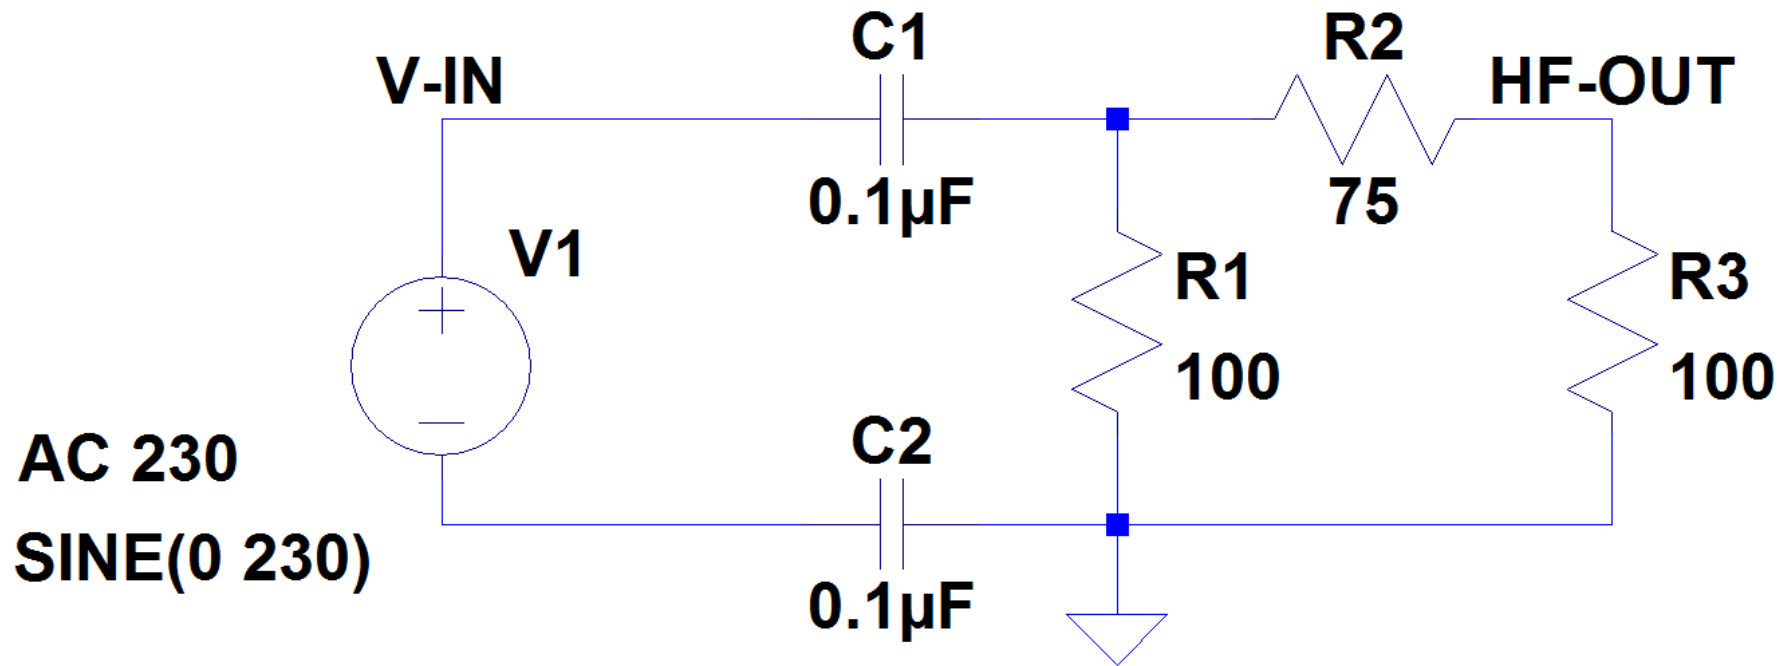 C1
R2
V-IN
HF-OUT
0.1µF
75
V1
R1
R3
100
100
C2
AC 230
SINE(0 230)
0.1µF